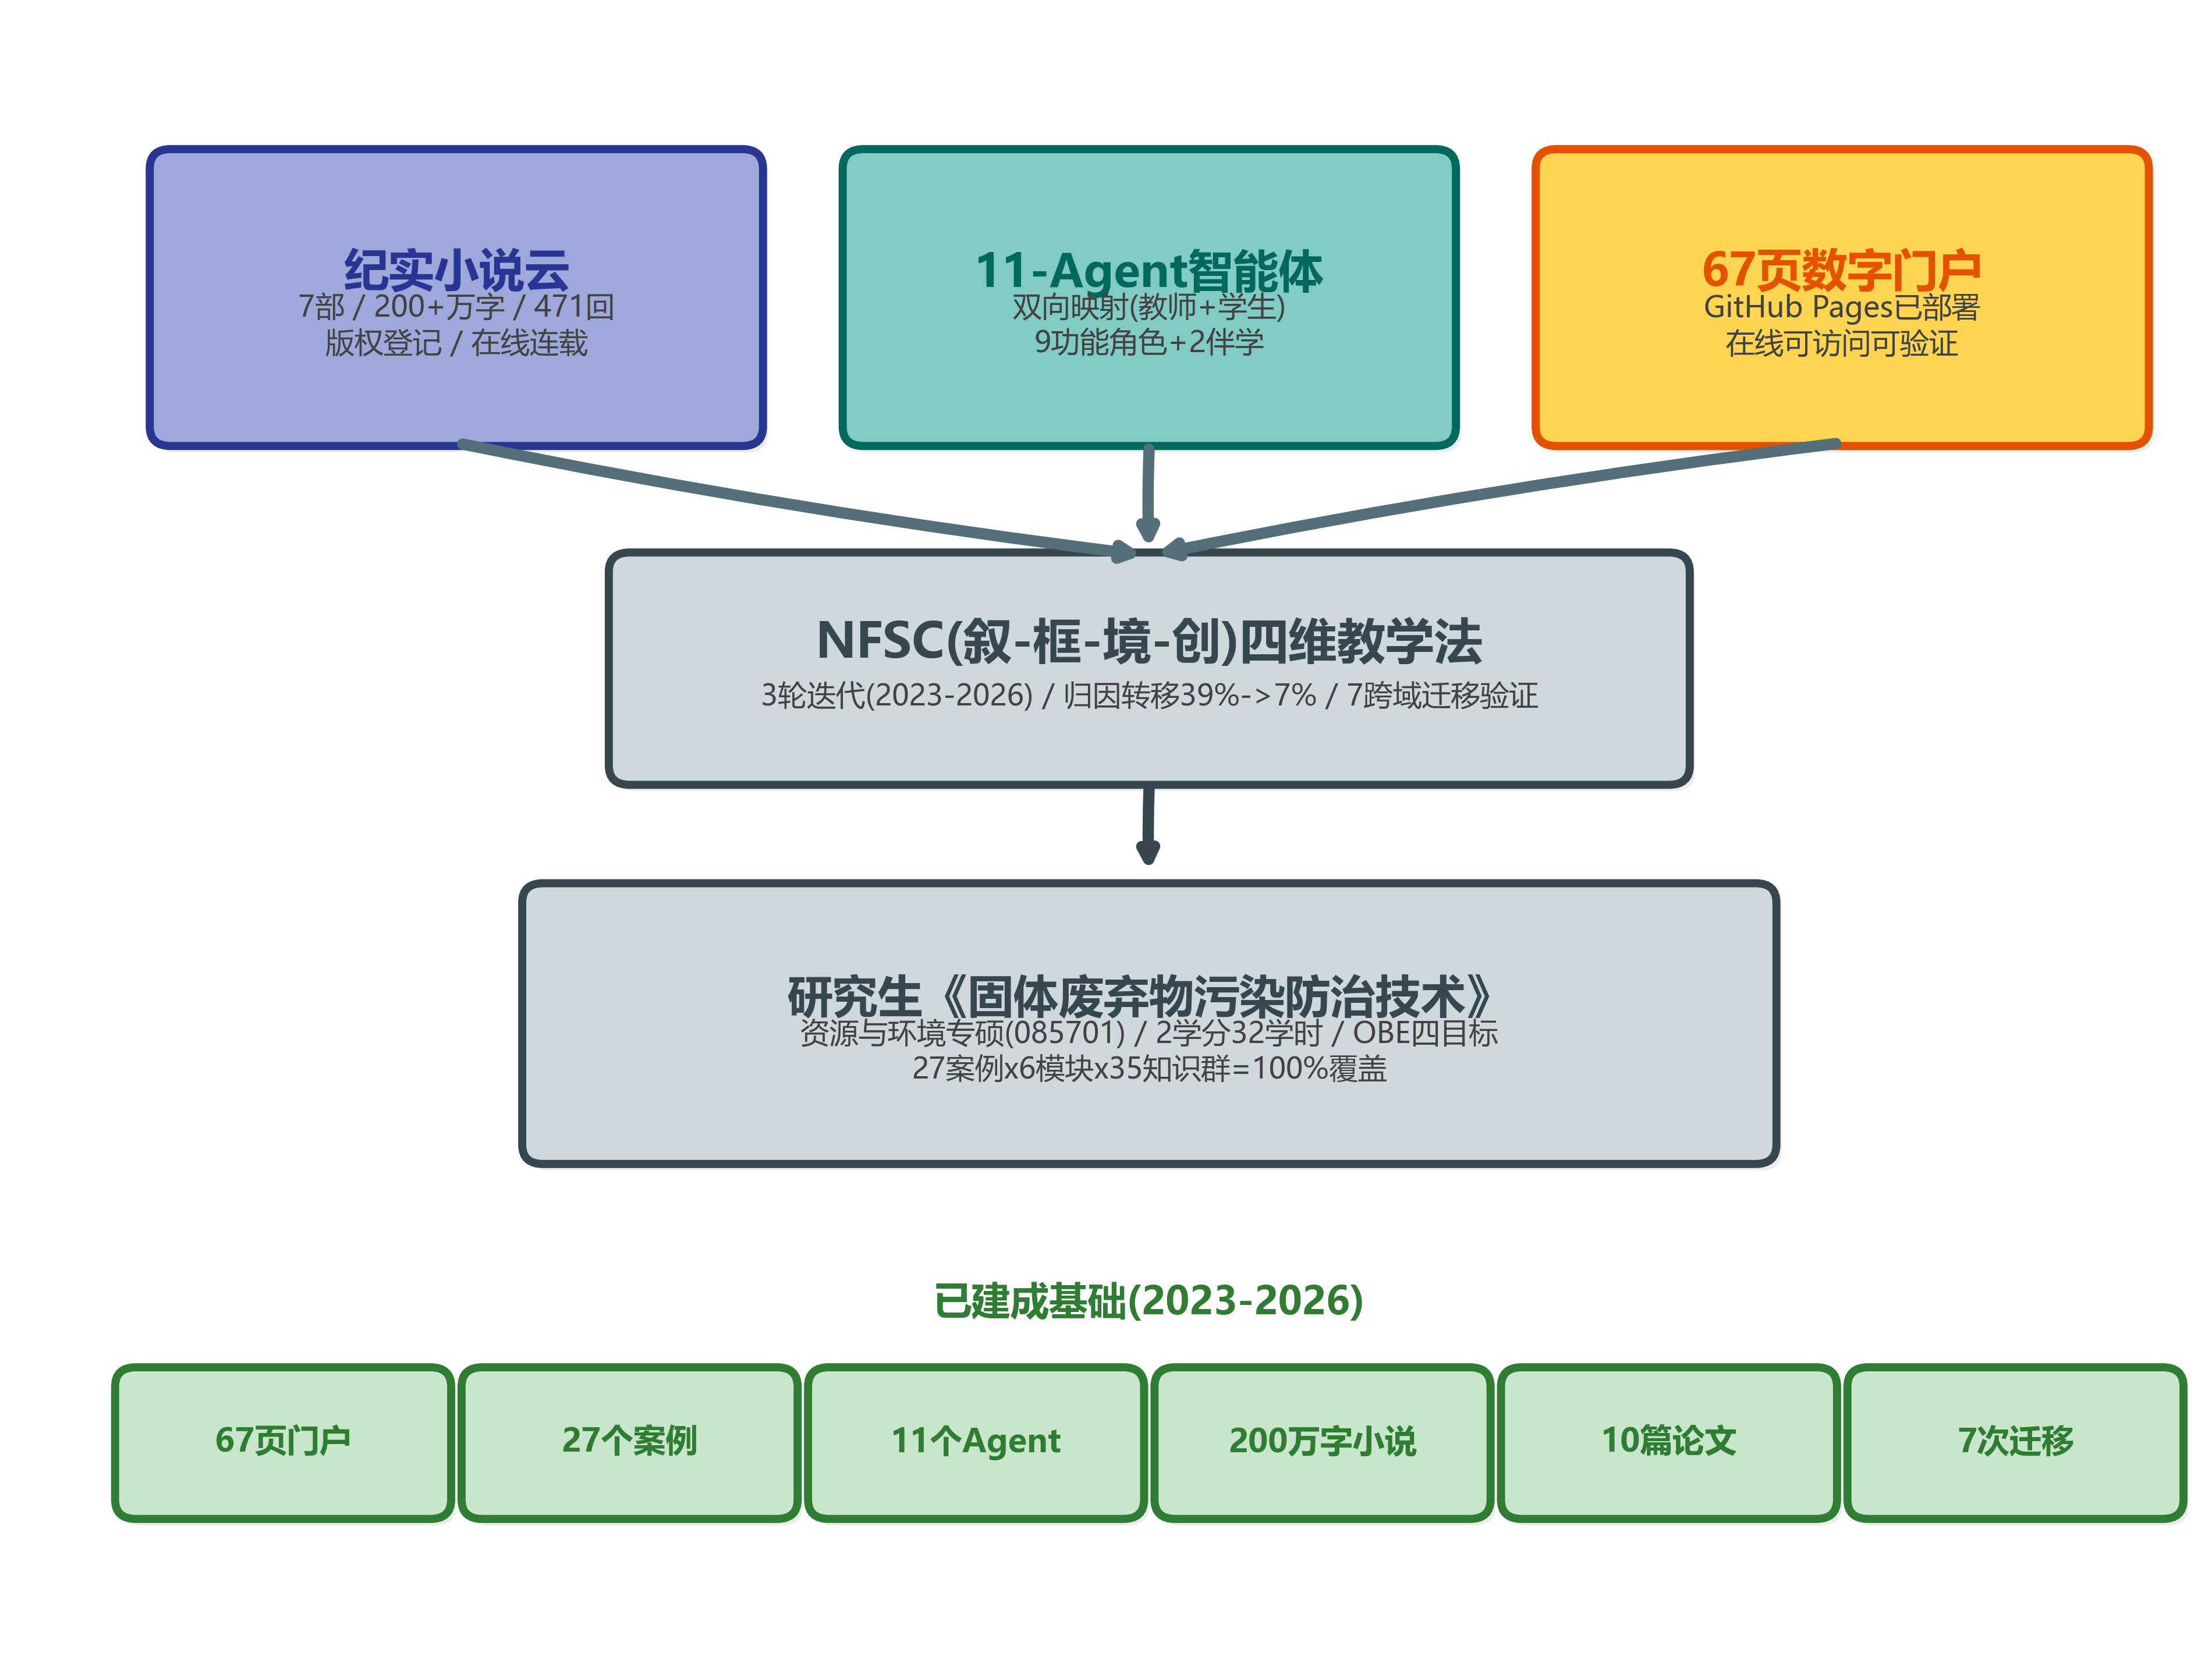 纪实小说云
7部 / 200+万字 / 471回
版权登记 / 在线连载
11-Agent智能体
双向映射(教师+学生)
9功能角色+2伴学
67页数字门户
GitHub Pages已部署
在线可访问可验证
NFSC(叙-框-境-创)四维教学法
3轮迭代(2023-2026) / 归因转移39%->7% / 7跨域迁移验证
研究生《固体废弃物污染防治技术》
资源与环境专硕(085701) / 2学分32学时 / OBE四目标
27案例x6模块x35知识群=100%覆盖
已建成基础(2023-2026)
67页门户
27个案例
11个Agent
200万字小说
10篇论文
7次迁移